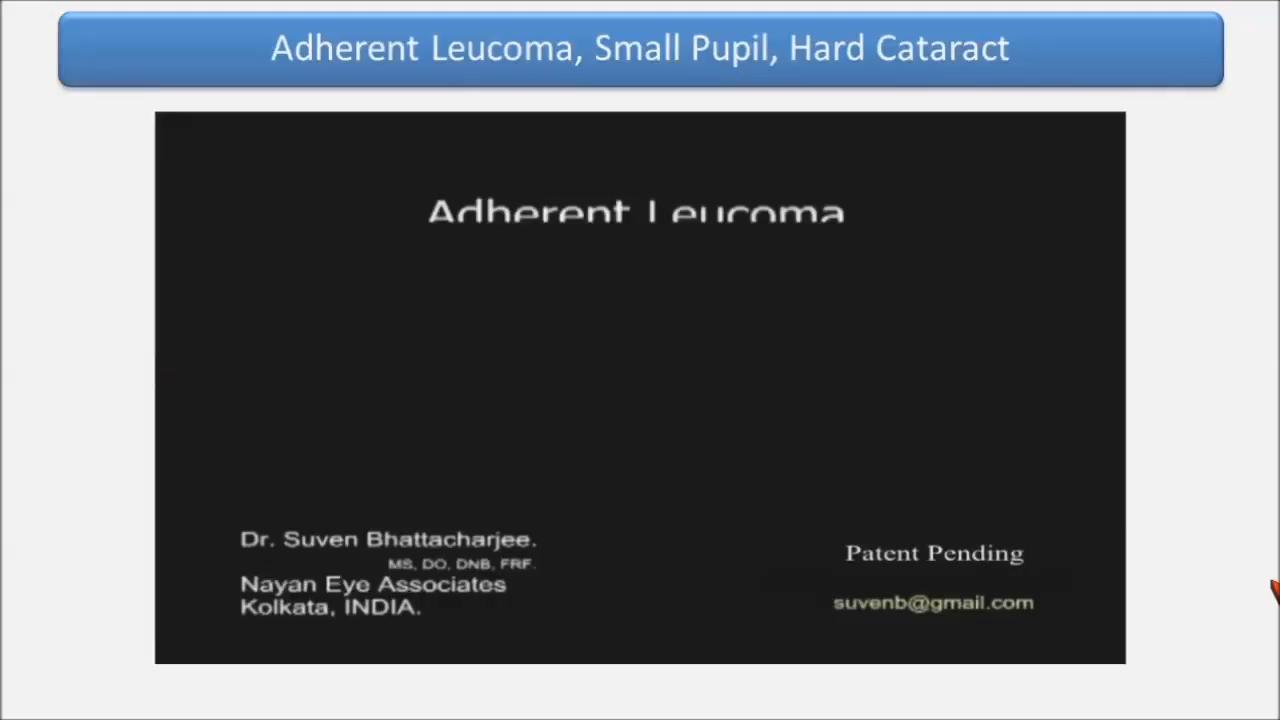 Adherent Leucoma, Small Pupil, Hard Cataract
Adherent Leucoma
Dr. Suven Bhattacharjee.
MS, DO, DNB, FRF.
Nayan Eye Associates
Kolkata, INDIA.
Patent Pending
suvenb@gmail.com